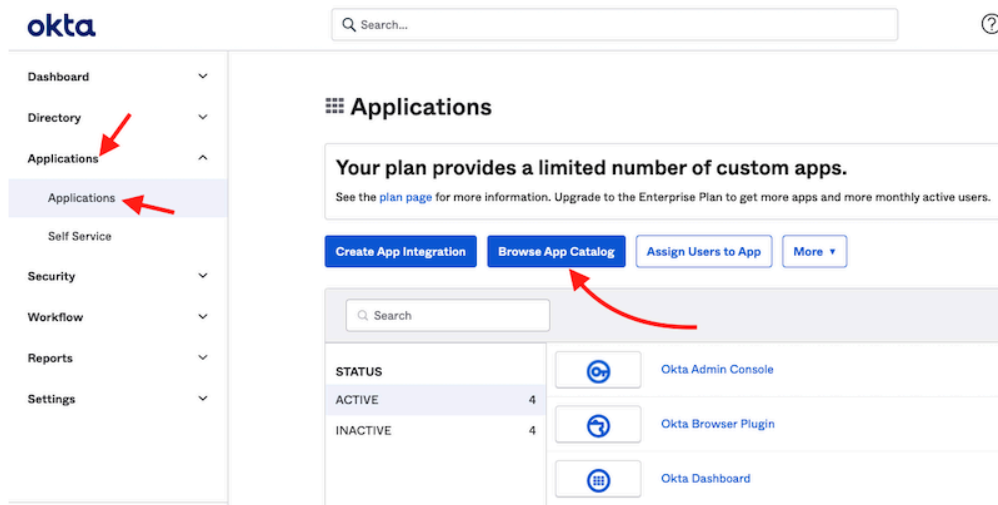 okta
Search...
Dashboard
Directory
Applications
Applications
Self Service
Security
Workflow
Reports
Settings
Applications
Your plan provides a limited number of custom apps.
See the plan page for more information. Upgrade to the Enterprise Plan to get more apps and more monthly active users.
Create App Integration Browse App Catalog Assign Users to App More
Search
STATUS
ACTIVE 4
INACTIVE 4
Okta Admin Console
Okta Browser Plugin
Okta Dashboard